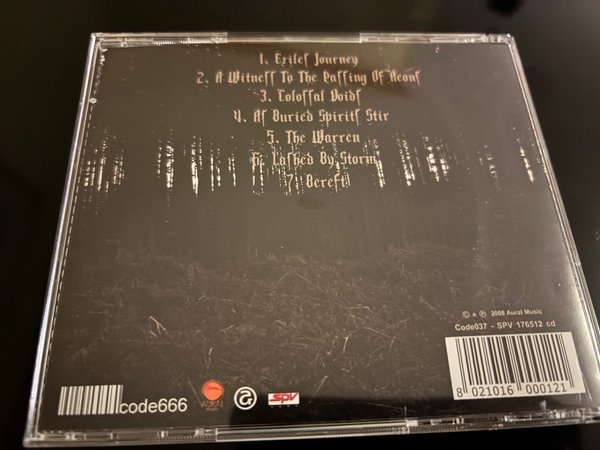 1. Exiles Journey
2. A Witness To The Passing Of Aeons
3. Colossal Voids
4. As Buried Spirits Stir
5. The Warren
6. Lashed By Storm
7. Bereft
© ℗ 2008 Aural Music
Code037 - SPV 176512 cd
8 021016 000121
code666
AURAL
SPV